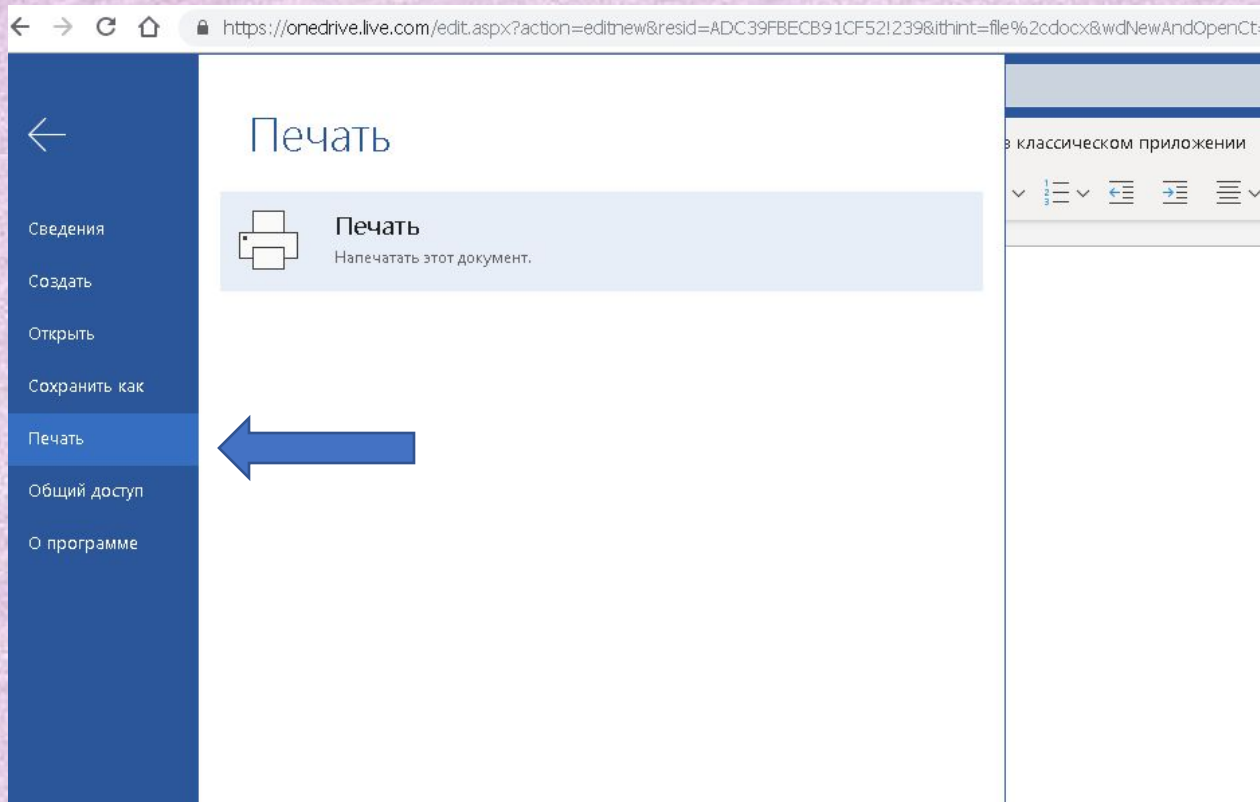 https://onedrive.live.com/edit.aspx?action=editnew&resid=ADC39FBECB91CF52!239&ithint=file%2cdocx&wdNewAndOpenCt=
Печать
в классическом приложении
Печать
Напечатать этот документ.
Сведения
Создать
Открыть
Сохранить как
Печать
Общий доступ
О программе